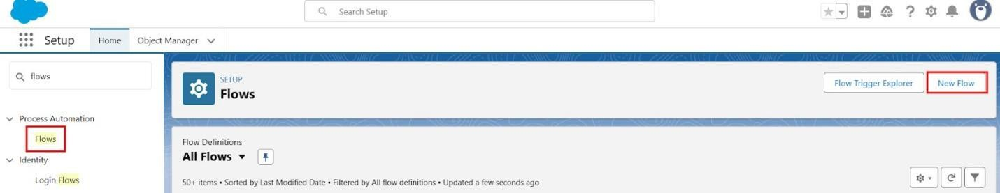 Search Setup
Setup Home Object Manager
flows
SETUP
Flows
Flow Trigger Explorer New Flow
Process Automation
Flows
Identity
Login Flows
Flow Definitions
All Flows
50+ items • Sorted by Last Modified Date • Filtered by All flow definitions • Updated a few seconds ago